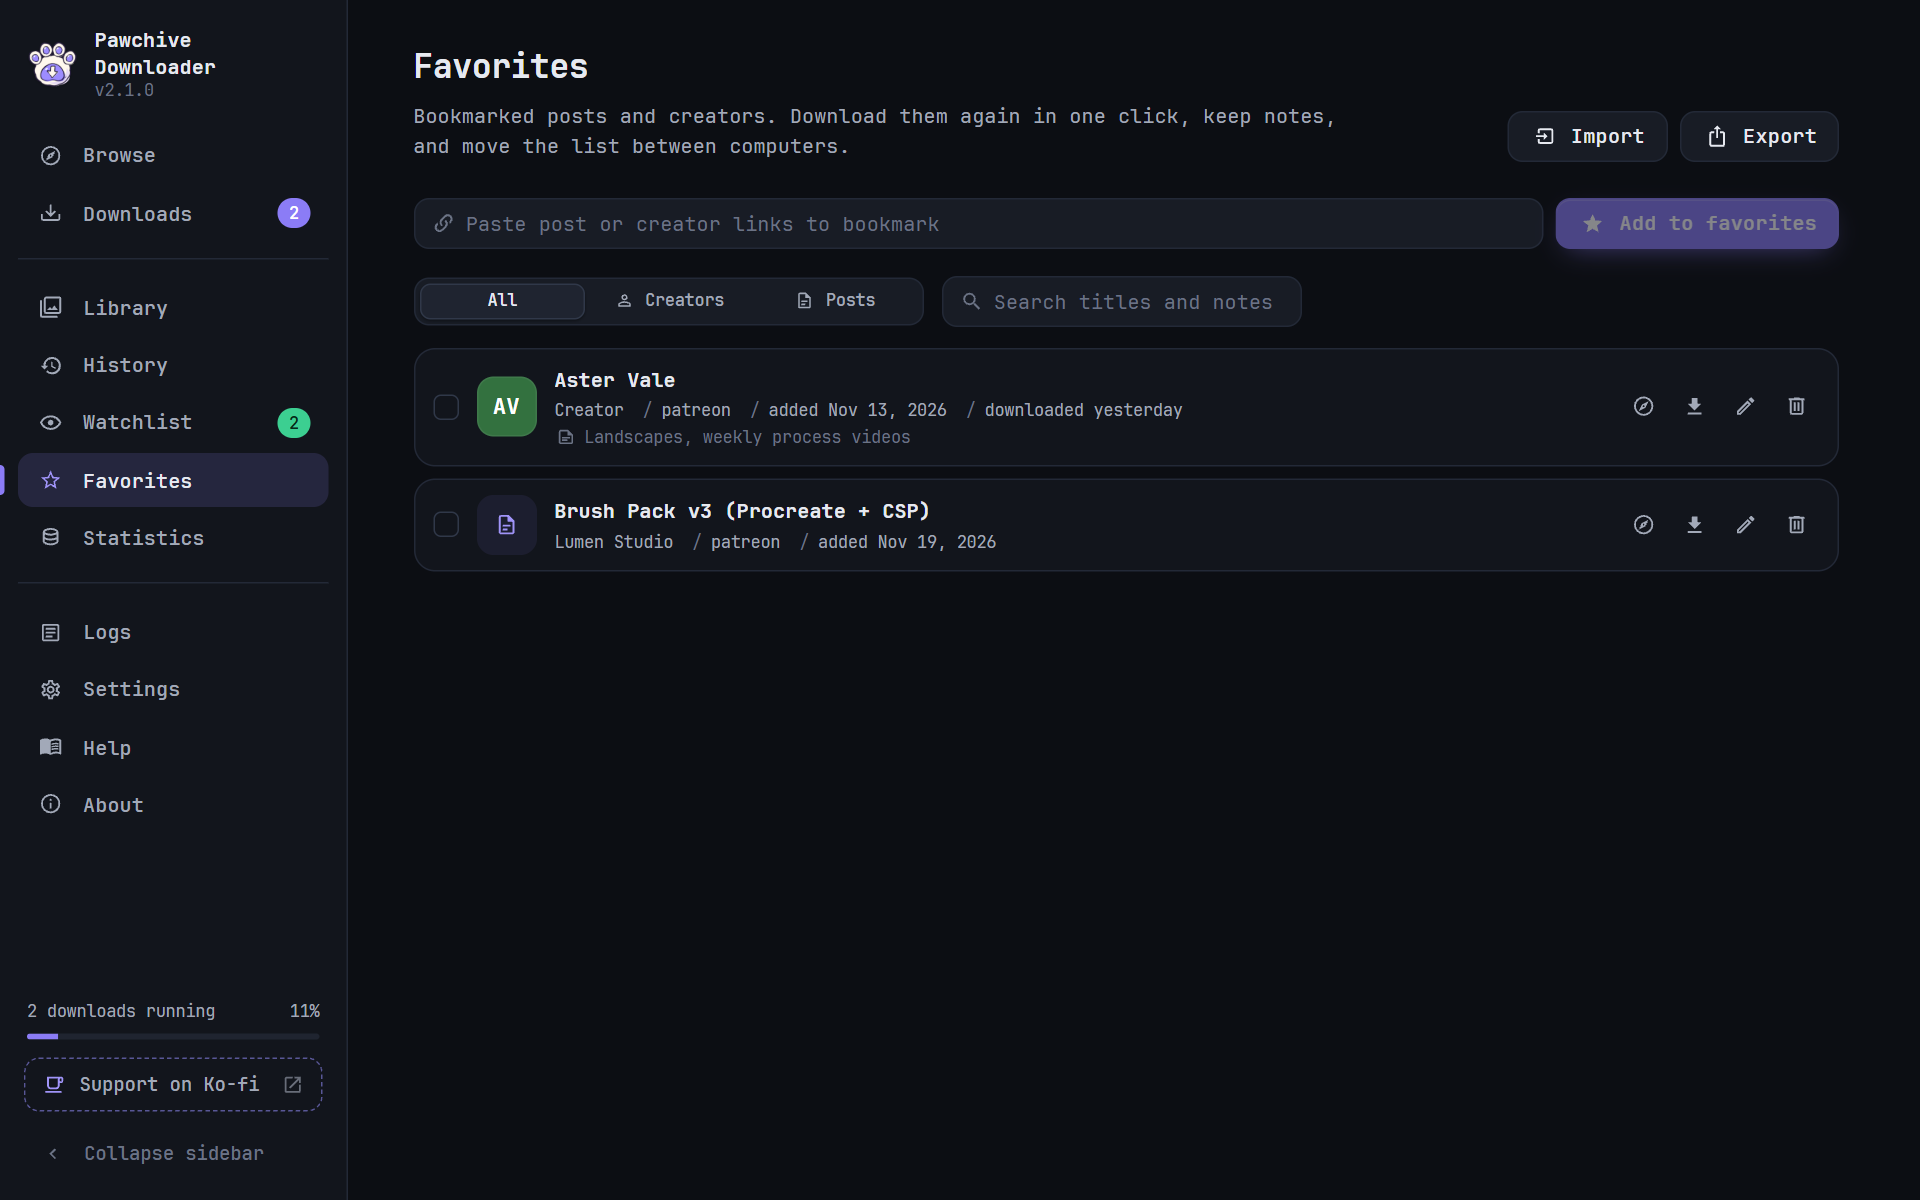 Pawchive
Downloader
v2.1.0
Browse
Downloads 2
Library
History
Watchlist 2
Favorites
Statistics
Logs
Settings
Help
About
2 downloads running 11%
Support on Ko-fi
Collapse sidebar
Favorites
Bookmarked posts and creators. Download them again in one click, keep notes,
and move the list between computers.
Import
Export
Paste post or creator links to bookmark
Add to favorites
All
Creators
Posts
Search titles and notes
AV
Aster Vale
Creator / patreon / added Nov 13, 2026 / downloaded yesterday
Landscapes, weekly process videos
Brush Pack v3 (Procreate + CSP)
Lumen Studio / patreon / added Nov 19, 2026